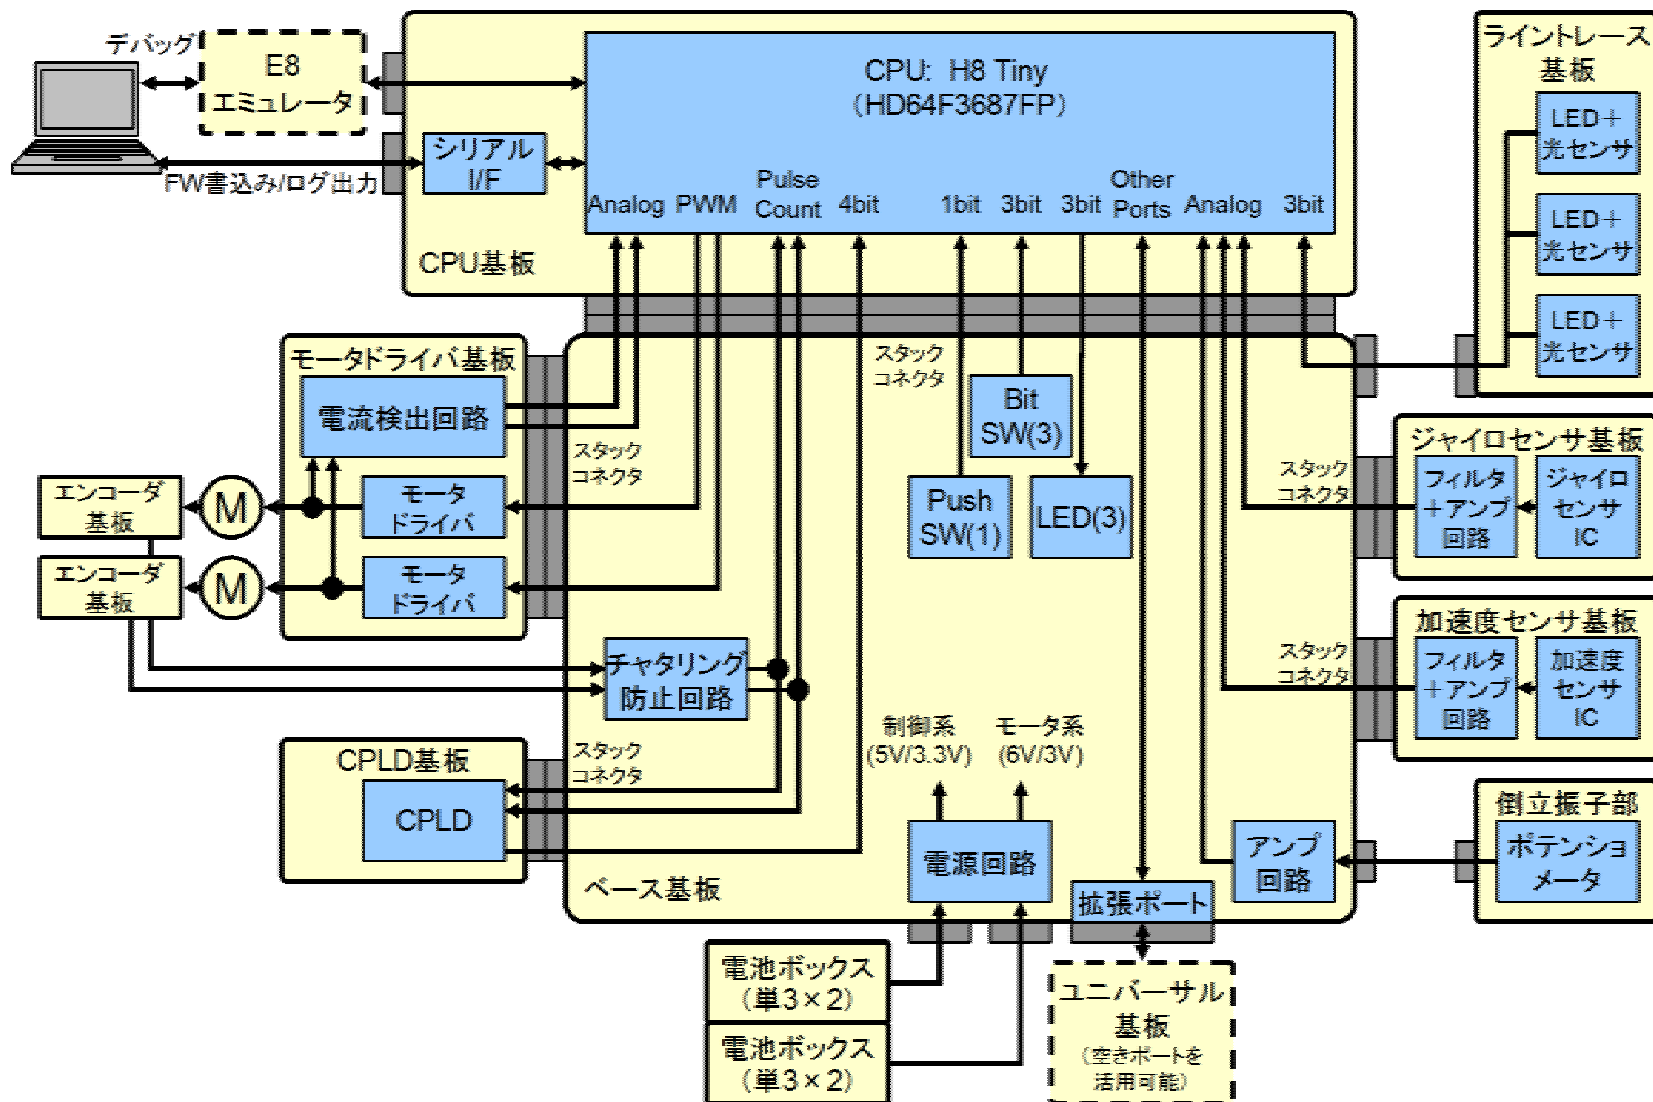 デバッグ
E8
エミュレータ
FW書込み/ログ出力
シリアル
I/F
CPU: H8 Tiny
(HD64F3687FP)
Analog
PWM
Pulse
Count
4bit
1bit
3bit
3bit
Other
Ports
Analog
3bit
CPU基板
ライントレース
基板
LED＋
光センサ
LED＋
光センサ
LED＋
光センサ
モータドライバ基板
電流検出回路
モータ
ドライバ
モータ
ドライバ
スタック
コネクタ
エンコーダ
基板
M
エンコーダ
基板
M
スタック
コネクタ
Bit
SW(3)
Push
SW(1)
LED(3)
ジャイロセンサ基板
スタック
コネクタ
フィルタ
＋アンプ
回路
ジャイロ
センサ
IC
加速度センサ基板
スタック
コネクタ
フィルタ
＋アンプ
回路
加速度
センサ
IC
チャタリング
防止回路
CPLD基板
CPLD
スタック
コネクタ
制御系
(5V/3.3V)
モータ系
(6V/3V)
電源回路
ベース基板
拡張ポート
アンプ
回路
倒立振子部
ポテンショ
メータ
電池ボックス
(単3×2)
電池ボックス
(単3×2)
ユニバーサル
基板
(空きポートを
活用可能)